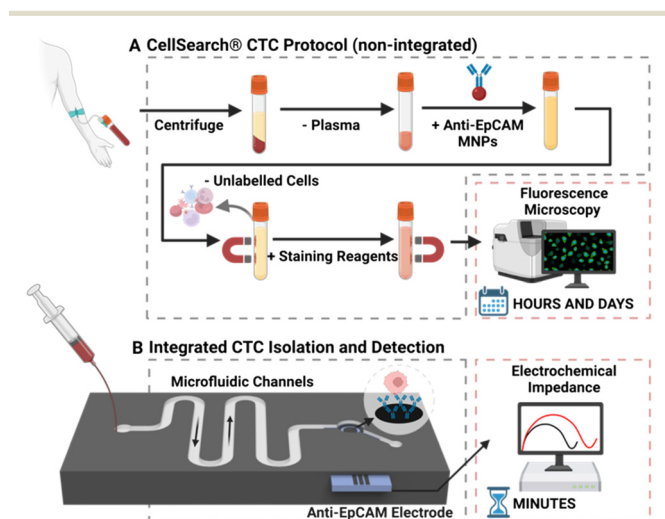 A CellSearch® CTC Protocol (non-integrated)
Centrifuge
- Plasma
+ Anti-EpCAM
MNPs
- Unlabelled Cells
+ Staining Reagents
Fluorescence
Microscopy
HOURS AND DAYS
B Integrated CTC Isolation and Detection
Microfluidic Channels
Anti-EpCAM Electrode
Electrochemical
Impedance
MINUTES